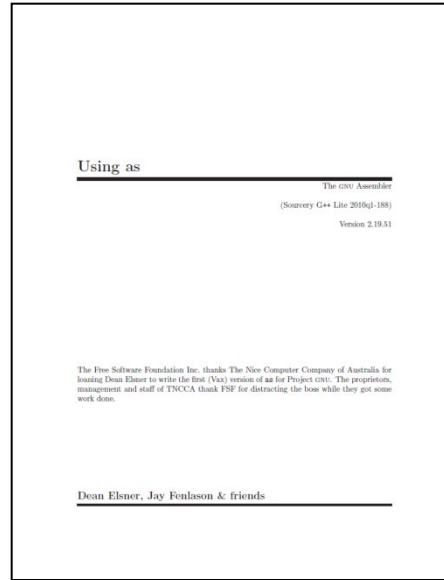 Using as
The GNU Assembler
(Sourcery G++ Lite 2010q1-188)
Version 2.19.51
The Free Software Foundation Inc. thanks The Nice Computer Company of Australia for
loaning Dean Elsner to write the first (Vax) version of as for Project GNU. The proprietors,
management and staff of TNCCA thank FSF for distracting the boss while they got some
work done.
Dean Elsner, Jay Fenlason & friends